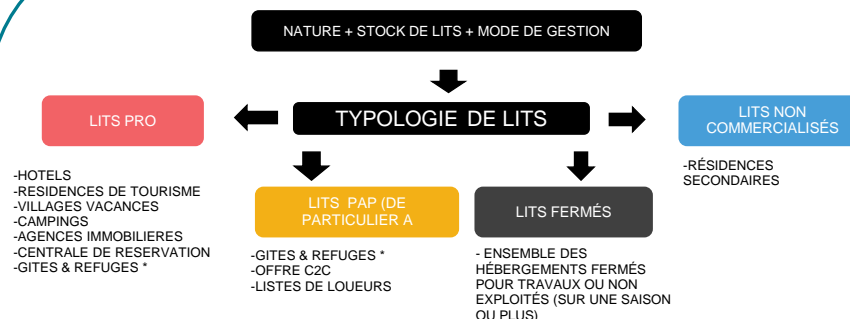 NATURE + STOCK DE LITS + MODE DE GESTION
TYPOLOGIE DE LITS
LITS PRO
-HOTELS
-RESIDENCES DE TOURISME
-VILLAGES VACANCES
-CAMPINGS
-AGENCES IMMOBILIERES
-CENTRALE DE RESERVATION
-GITES & REFUGES *
LITS PAP (DE
PARTICULIER A
-GITES & REFUGES *
-OFFRE C2C
-LISTES DE LOUEURS
LITS FERMÉS
- ENSEMBLE DES
HÉBERGEMENTS FERMÉS
POUR TRAVAUX OU NON
EXPLOITÉS (SUR UNE SAISON
OU PLUS)
LITS NON
COMMERCIALISÉS
-RÉSIDENCES
SECONDAIRES